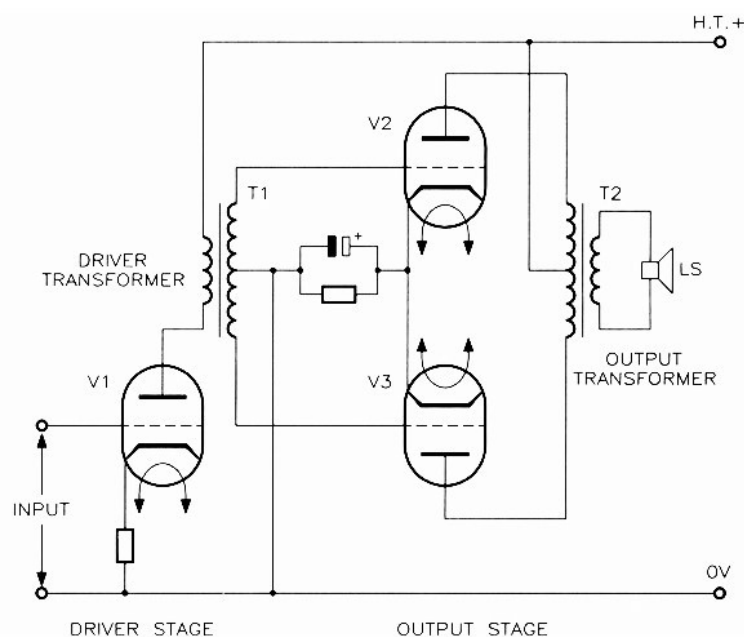 H.T.+
V2
T1
T2
+
DRIVER
TRANSFORMER
LS
V1
V3
OUTPUT
TRANSFORMER
INPUT
0V
DRIVER STAGE
OUTPUT STAGE